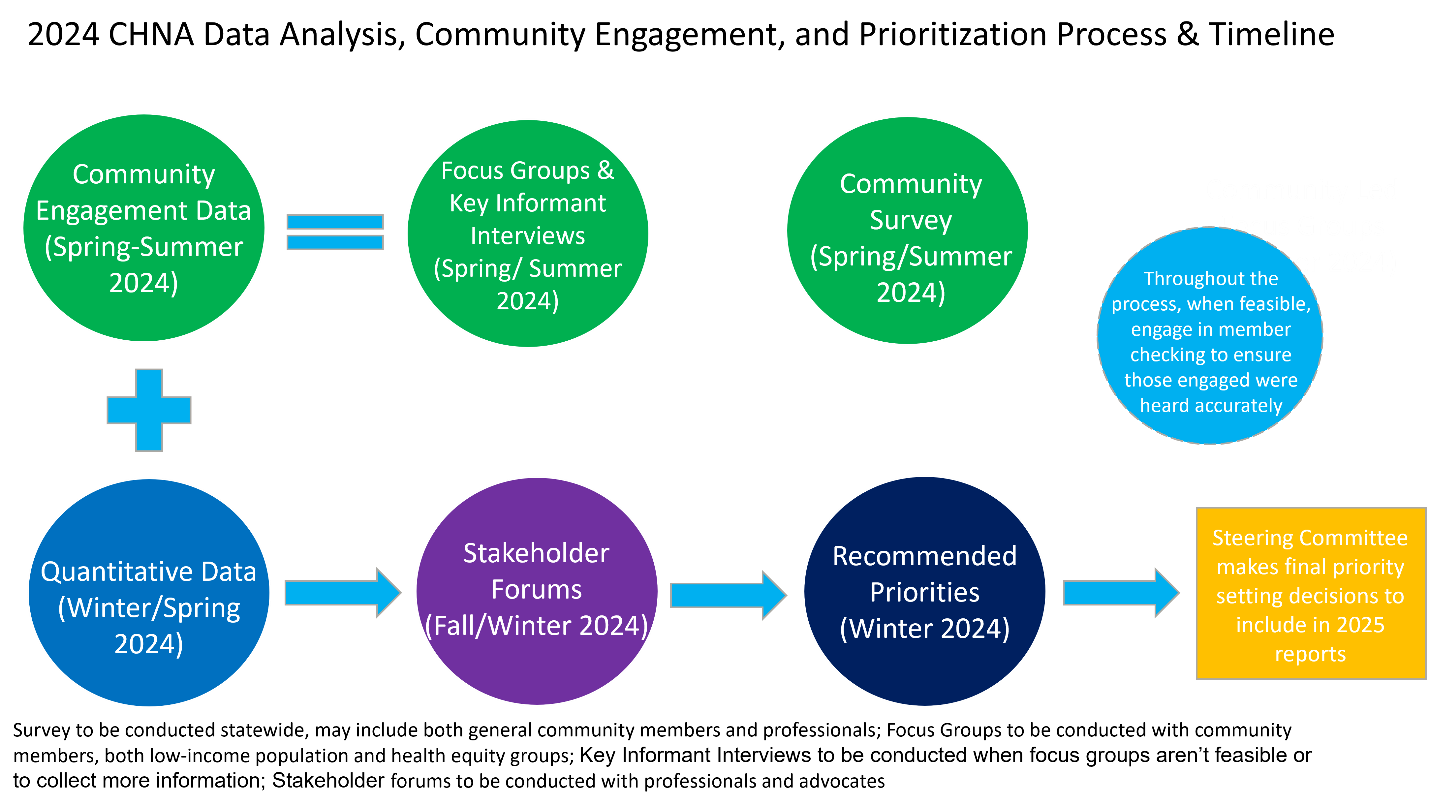 2024 CHNA Data Analysis, Community Engagement, and Prioritization Process & Timeline
Community
Engagement Data
(Spring-Summer
2024)
Focus Groups &
Key Informant
Interviews
(Spring/ Summer
2024)
Community
Survey
(Spring/Summer
2024)
Throughout the
process, when feasible,
engage in member
checking to ensure
those engaged were
heard accurately
Quantitative Data
(Winter/Spring
2024)
Stakeholder
Forums
(Fall/Winter 2024)
Recommended
Priorities
(Winter 2024)
Steering Committee
makes final priority
setting decisions to
include in 2025
reports
Survey to be conducted statewide, may include both general community members and professionals; Focus Groups to be conducted with community
members, both low-income population and health equity groups; Key Informant Interviews to be conducted when focus groups aren’t feasible or
to collect more information; Stakeholder forums to be conducted with professionals and advocates